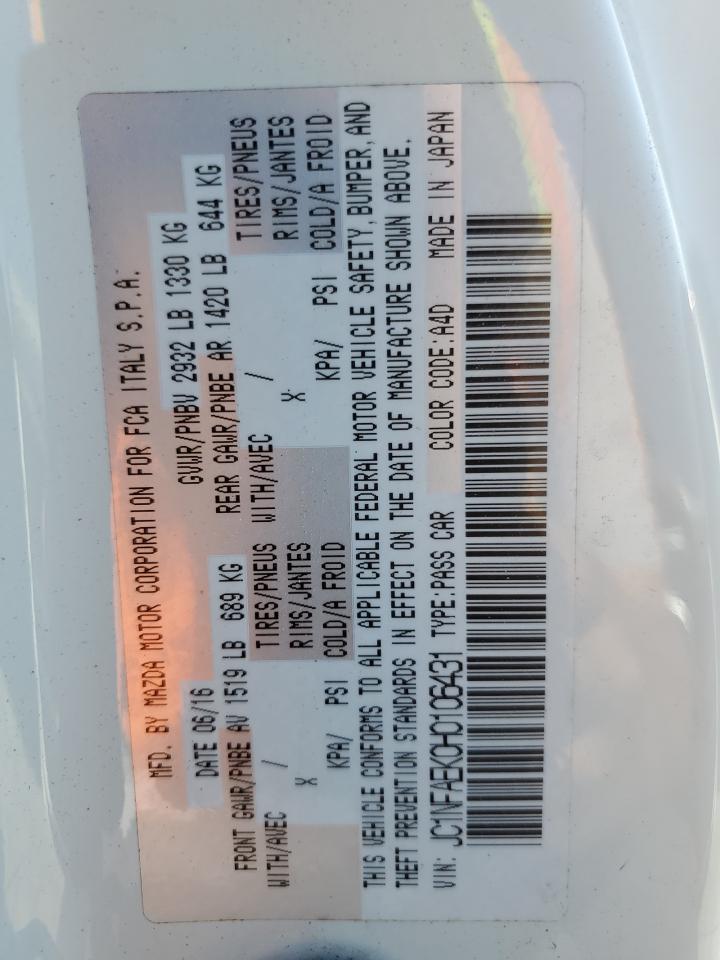 MFD. BY MAZDA MOTOR CORPORATION FOR FCA ITALY S.P.A.
DATE 06/16 GVWR/PNBV 2932 LB 1330 KG
FRONT GAWR/PNBE AV 1519 LB 689 KG REAR GAWR/PNBE AR 1420 LB 644 KG
WITH/AVEC / TIRES/PNEUS WITH/AVEC / TIRES/PNEUS
X RIMS/JANTES X RIMS/JANTES
KPA/ PSI COLD/A FROID KPA/ PSI COLD/A FROID
THIS VEHICLE CONFORMS TO ALL APPLICABLE FEDERAL MOTOR VEHICLE SAFETY, BUMPER, AND
THEFT PREVENTION STANDARDS IN EFFECT ON THE DATE OF MANUFACTURE SHOWN ABOVE.
VIN: JC1NFAEK0H0106431 TYPE:PASS CAR COLOR CODE:A4D MADE IN JAPAN